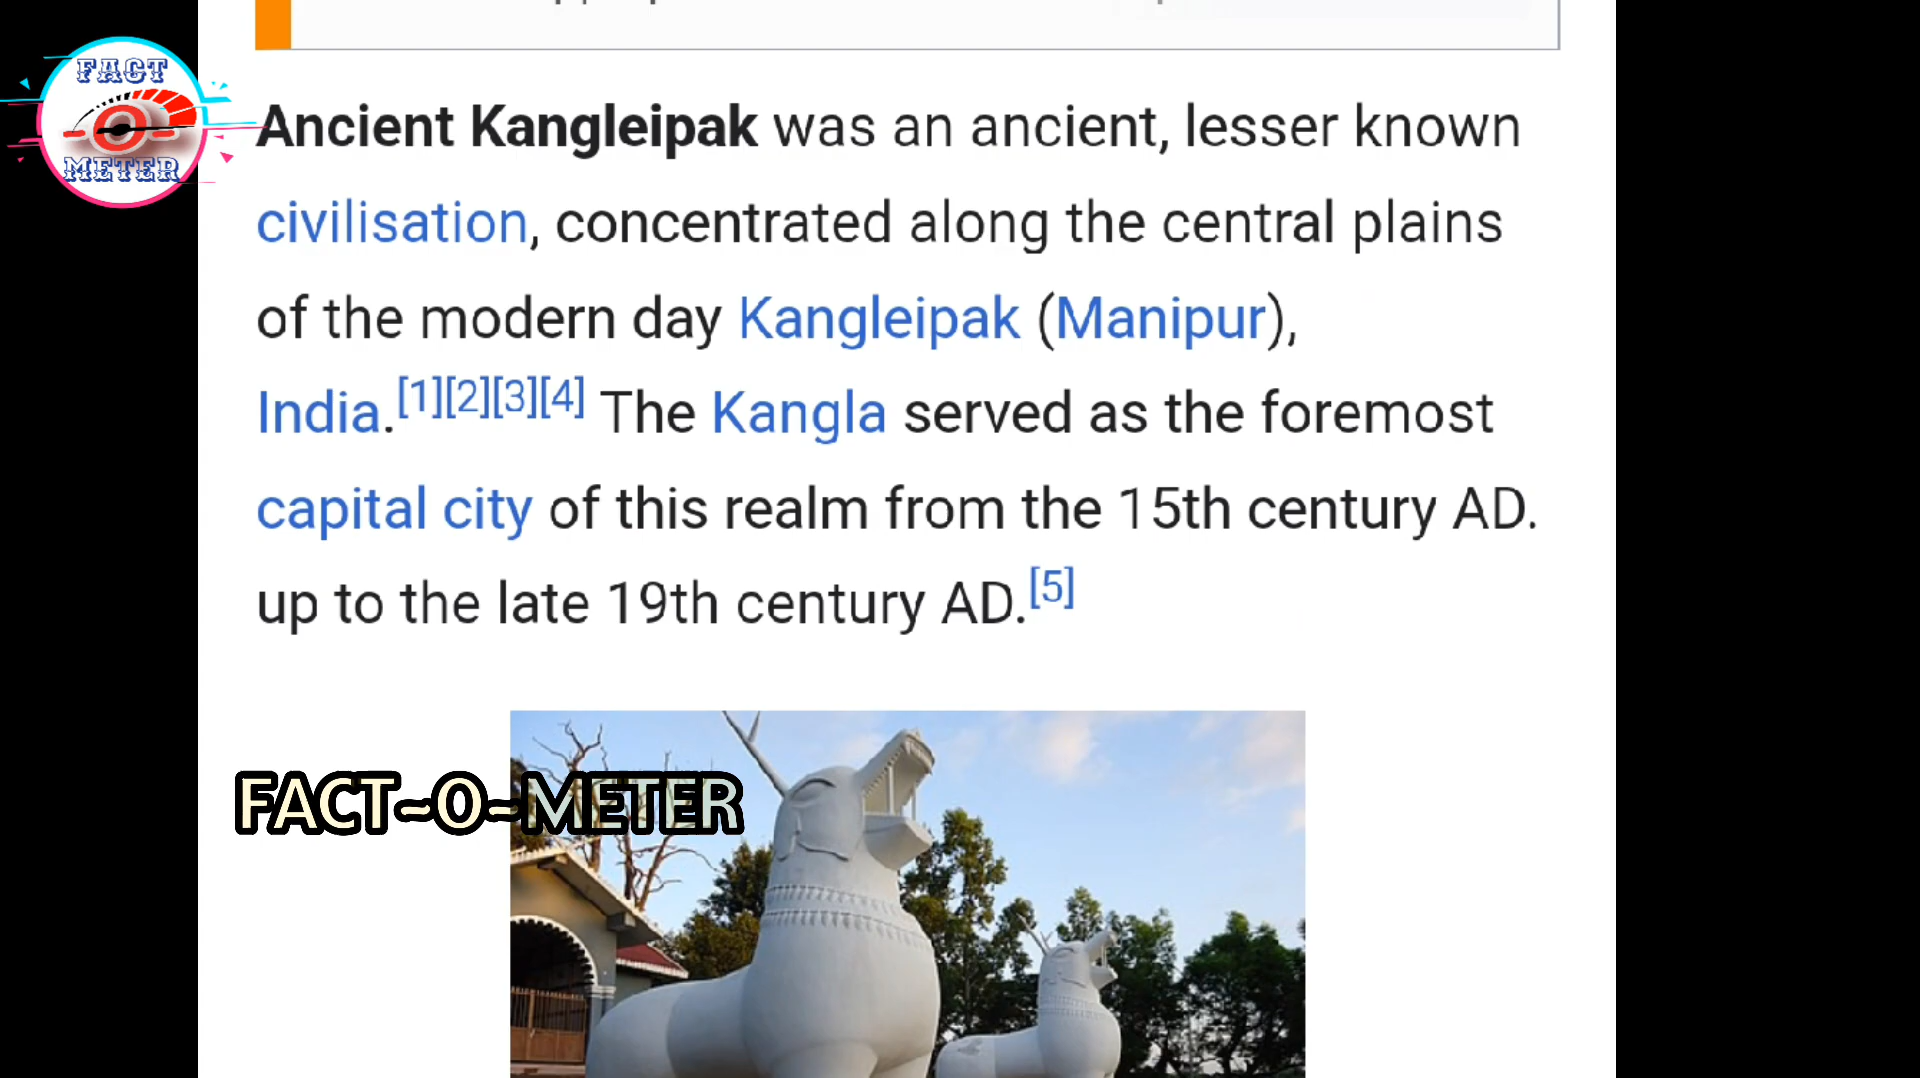 FACT
O
METER
Ancient Kangleipak was an ancient, lesser known
civilisation, concentrated along the central plains
of the modern day Kangleipak (Manipur),
India.[1][2][3][4] The Kangla served as the foremost
capital city of this realm from the 15th century AD.
up to the late 19th century AD.[5]
FACT~O~METER